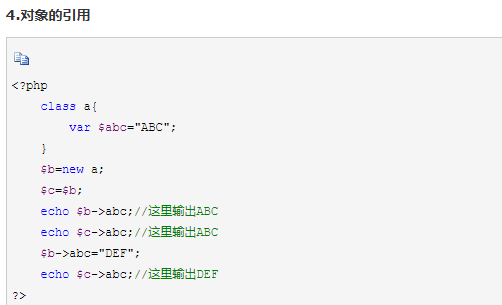 4.对象的引用
<?php
class a{
var $abc="ABC";
}
$b=new a;
$c=$b;
echo $b->abc;//这里输出ABC
echo $c->abc;//这里输出ABC
$b->abc="DEF";
echo $c->abc;//这里输出DEF
?>